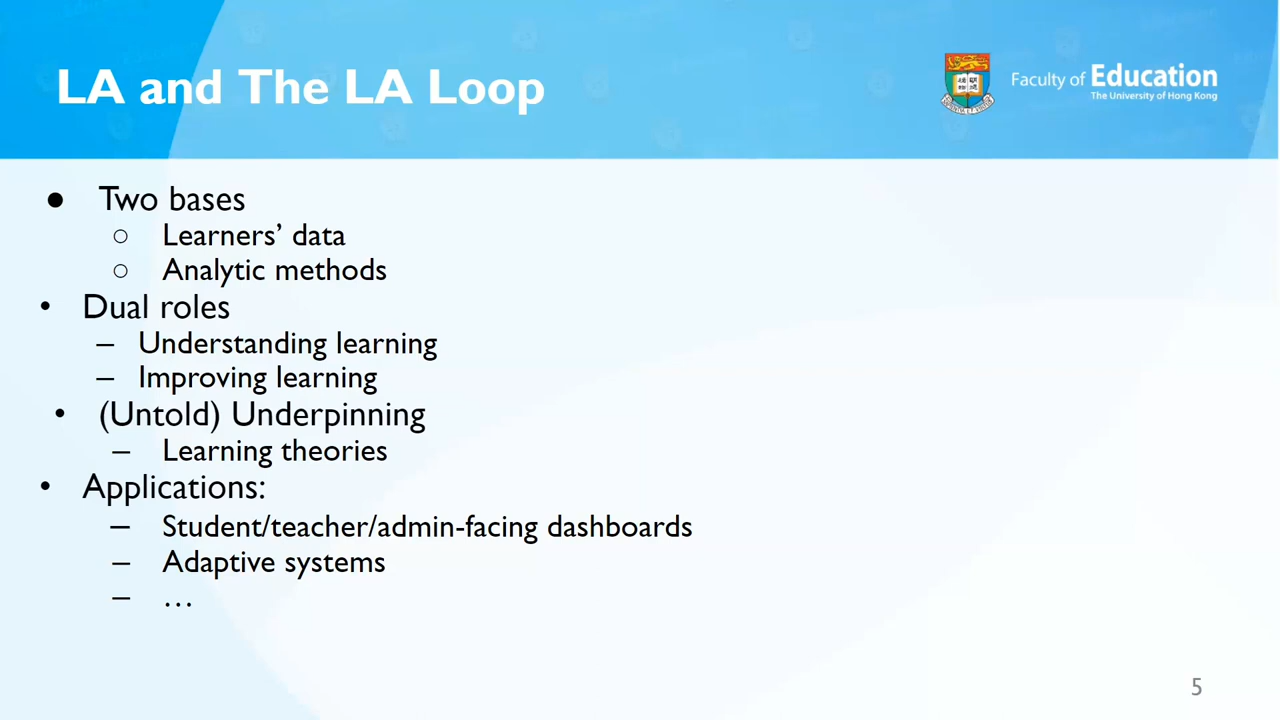 LA and The LA Loop
Faculty of Education
The University of Hong Kong
● Two bases
○ Learners’ data
○ Analytic methods
• Dual roles
– Understanding learning
– Improving learning
• (Untold) Underpinning
– Learning theories
• Applications:
– Student/teacher/admin-facing dashboards
– Adaptive systems
– …
5